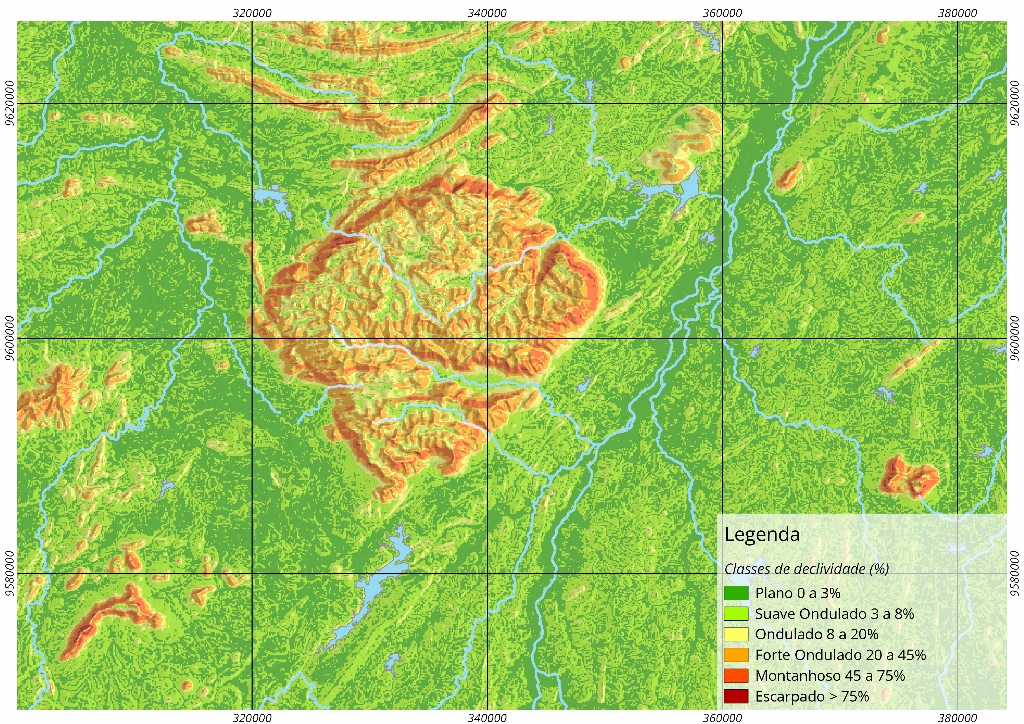 320000 340000 360000 380000
9620000 9620000
9600000 9600000
9580000 9580000
Legenda
Classes de declividade (%)
Plano 0 a 3%
Suave Ondulado 3 a 8%
Ondulado 8 a 20%
Forte Ondulado 20 a 45%
Montanhoso 45 a 75%
Escarpado > 75%
320000 340000 360000 380000